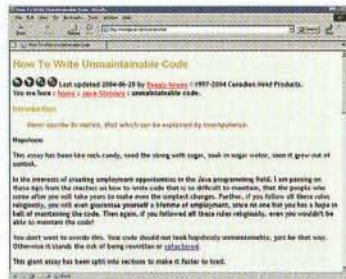 How To Write Unmaintainable Code
Last updated 2004-06-29 by Roedy Green ©1997-2004 Canadian Mind Products.
You are here : home : Java Glossary : unmaintainable code.
Introduction
Never ascribe to malice, that which can be explained by incompetence.
- Napoleon
This essay has been like rock candy, seed the string with sugar, soak in sugar water, soon it grew out of
control.
In the interests of creating employment opportunities in the Java programming field, I am passing on
these tips from the masters on how to write code that is so difficult to maintain, that the people who
come after you will take years to make even the simplest changes. Further, if you follow all these rules
religiously, you will even guarantee yourself a lifetime of employment, since no one but you has a hope in
hell of maintaining the code. Then again, if you followed all these rules religiously, even you wouldn't be
able to maintain the code!
You don't want to overdo this. Your code should not look hopelessly unmaintainable, just be that way.
Otherwise it stands the risk of being rewritten or refactored.
This giant essay has been split into sections to make it faster to load.